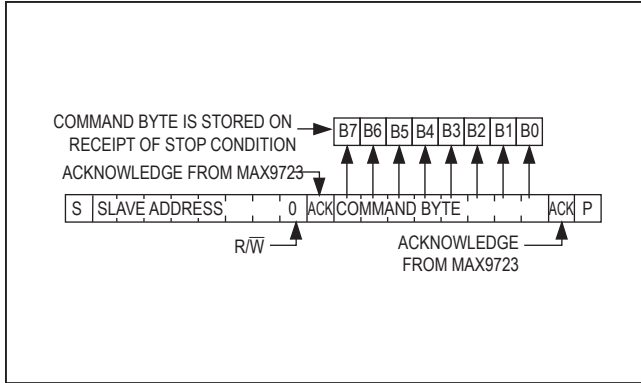 COMMAND BYTE IS STORED ON
RECEIPT OF STOP CONDITION
B7 B6 B5 B4 B3 B2 B1 B0
ACKNOWLEDGE FROM MAX9723
S SLAVE ADDRESS 0 ACK COMMAND BYTE ACK P
R/W̅
ACKNOWLEDGE
FROM MAX9723